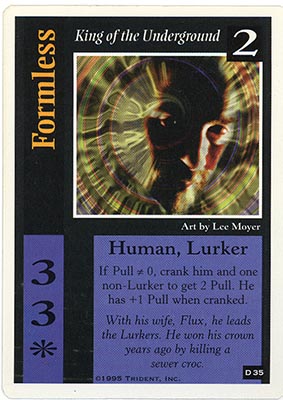 Formless
King of the Underground
2
Art by Lee Moyer
Human, Lurker
3
3
*
If Pull ≠ 0, crank him and one
non-Lurker to get 2 Pull. He
has +1 Pull when cranked.
With his wife, Flux, he leads
the Lurkers. He won his crown
years ago by killing a
sewer croc.
©1995 TRIDENT, INC.
D 35